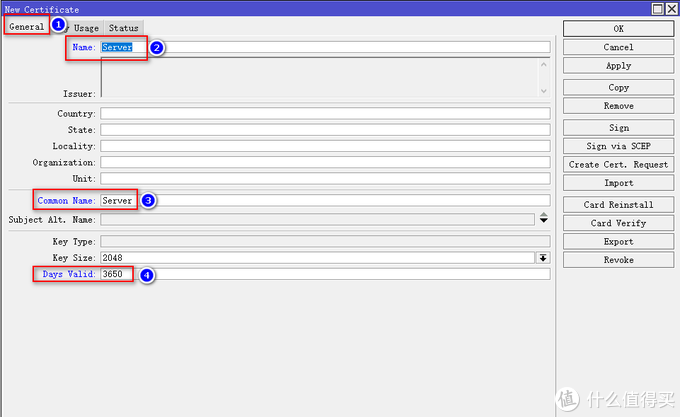 New Certificate
General 1 Usage Status
Name: Server 2
Issuer:
Country:
State:
Locality:
Organization:
Unit:
Common Name: Server 3
Subject Alt. Name:
Key Type:
Key Size: 2048
Days Valid: 3650 4
OK
Cancel
Apply
Copy
Remove
Sign
Sign via SCEP
Create Cert. Request
Import
Card Reinstall
Card Verify
Export
Revoke
值 什么值得买